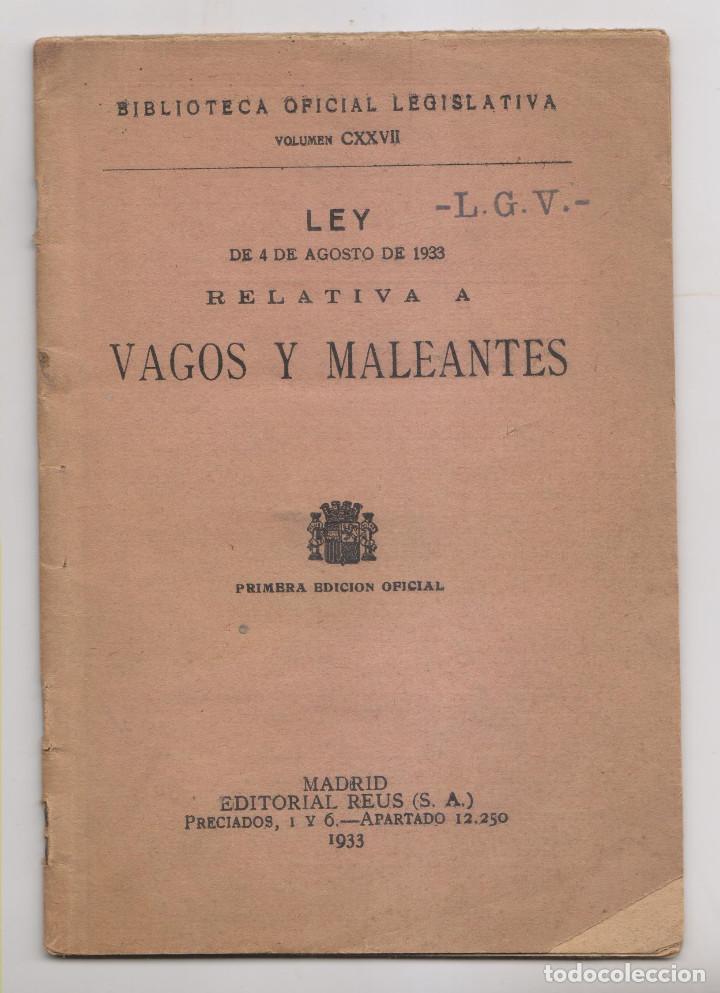 BIBLIOTECA OFICIAL LEGISLATIVA
VOLUMEN CXXVII
LEY
-L.G.V.-
DE 4 DE AGOSTO DE 1933
RELATIVA A
VAGOS Y MALEANTES
PRIMERA EDICION OFICIAL
MADRID
EDITORIAL REUS (S. A.)
PRECIADOS, 1 Y 6.—APARTADO 12.250
1933
todocoleccion.net